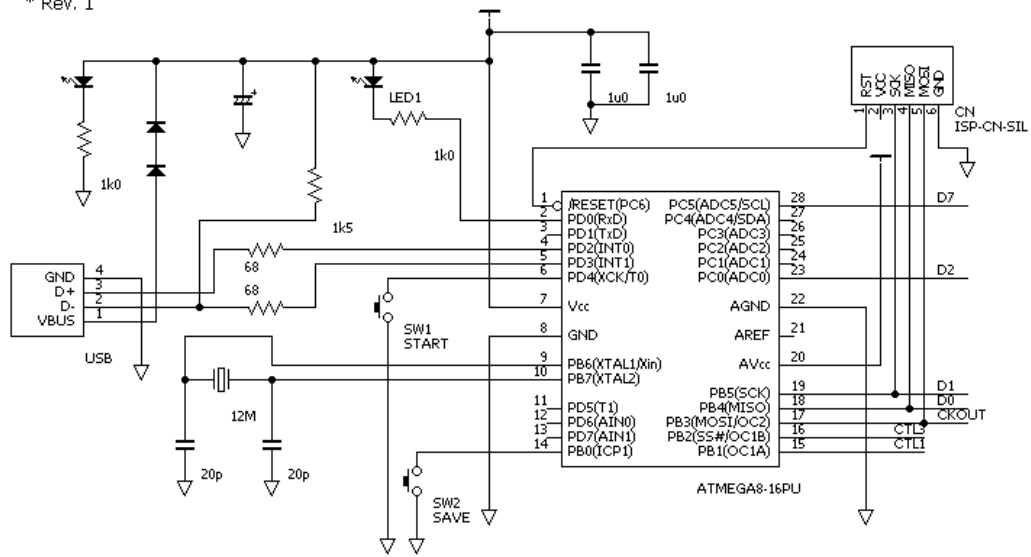 * Rev. 1
1u0
1u0
RST
VCC
SCK
MISO
MOSI
GND
1
2
3
4
5
6
CN
ISP-CN-SIL
LED1
1k0
1k0
1k5
68
68
GND 4
D+ 3
D- 2
VBUS 1
USB
SW1
START
12M
20p
20p
SW2
SAVE
1 /RESET(PC6)
2 PD0(RxD)
3 PD1(TxD)
4 PD2(INT0)
5 PD3(INT1)
6 PD4(XCK/T0)
7 Vcc
8 GND
9 PB6(XTAL1/Xin)
10 PB7(XTAL2)
11 PD5(T1)
12 PD6(AIN0)
13 PD7(AIN1)
14 PB0(ICP1)
PC5(ADC5/SCL) 28 D7
PC4(ADC4/SDA) 27
PC3(ADC3) 26
PC2(ADC2) 25
PC1(ADC1) 24
PC0(ADC0) 23 D2
AGND 22
AREF 21
AVcc 20
PB5(SCK) 19 D1
PB4(MISO) 18 D0
PB3(MOSI/OC2) 17 CKOUT
PB2(SS#/OC1B) 16 CTL3
PB1(OC1A) 15 CTL1
ATMEGA8-16PU